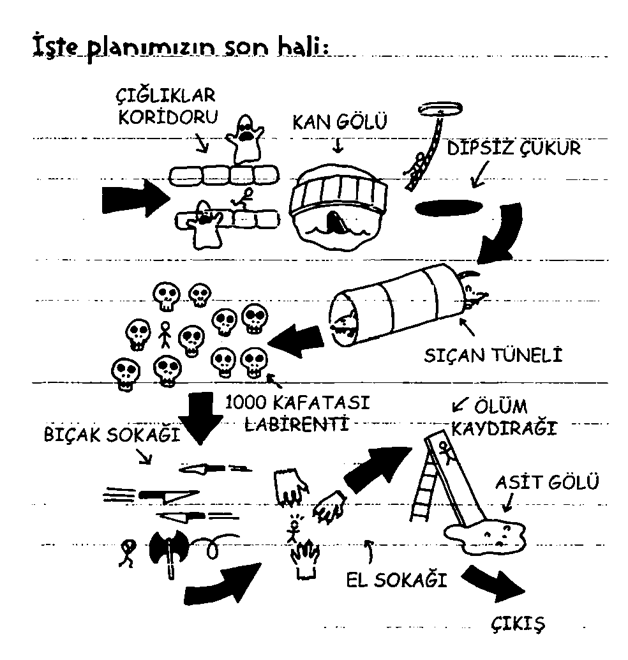 İşte planımızın son hali:
ÇIĞLIKLAR
KORİDORU
KAN GÖLÜ
DİPSİZ ÇUKUR
SIÇAN TÜNELİ
1000 KAFATASI
LABİRENTİ
BIÇAK SOKAĞI
ÖLÜM
KAYDIRAĞI
ASİT GÖLÜ
EL SOKAĞI
ÇIKIŞ